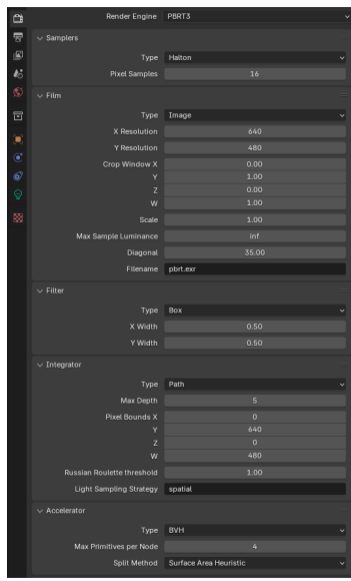 Render Engine PBRT3
Samplers
Type Halton
Pixel Samples 16
Film
Type Image
X Resolution 640
Y Resolution 480
Crop Window X 0.00
Y 1.00
Z 0.00
W 1.00
Scale 1.00
Max Sample Luminance inf
Diagonal 35.00
Filename pbrt.exr
Fitter
Type Box
X Width 0.50
Y Width 0.50
Integrator
Type Path
Max Depth 5
Pixel Bounds X 0
Y 640
Z 0
W 480
Russian Roulette threshold 1.00
Light Sampling Strategy spatial
Accelerator
Type BVH
Max Primitives per Node 4
Split Method Surface Area Heuristic